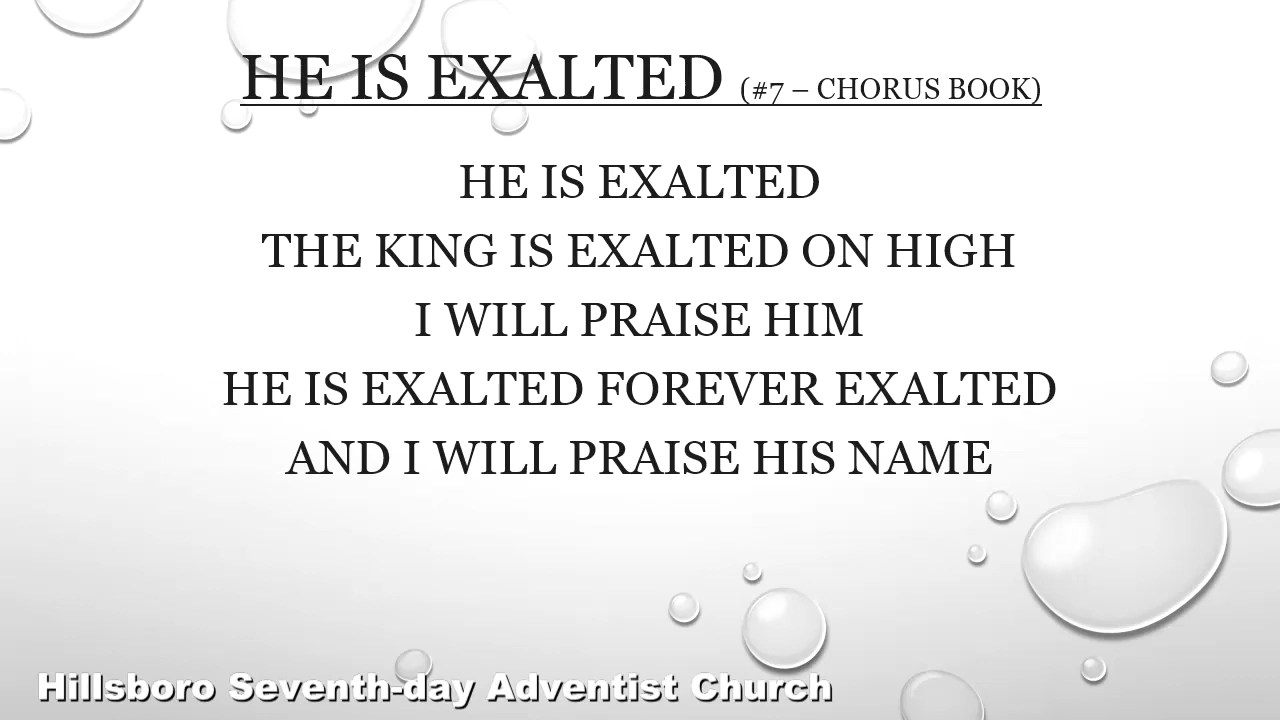 HE IS EXALTED (#7 – CHORUS BOOK)
HE IS EXALTED
THE KING IS EXALTED ON HIGH
I WILL PRAISE HIM
HE IS EXALTED FOREVER EXALTED
AND I WILL PRAISE HIS NAME
Hillsboro Seventh-day Adventist Church